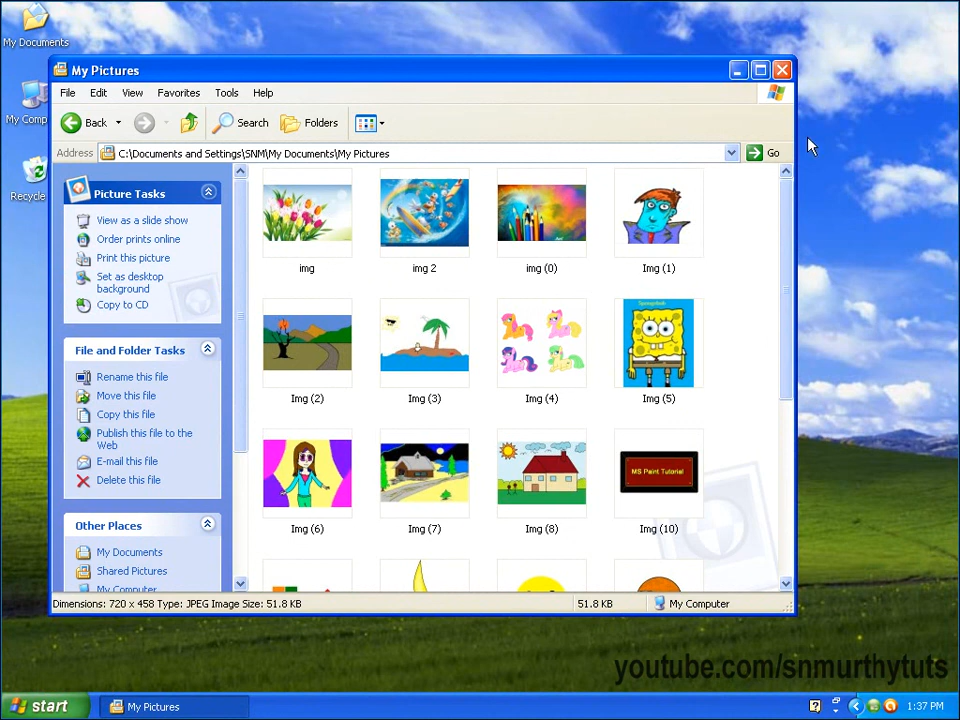 My Documents
My Pictures
File Edit View Favorites Tools Help
My Comp
Back Search Folders
Address C:\Documents and Settings\SNM\My Documents\My Pictures Go
Recycle
Picture Tasks
View as a slide show
Order prints online
Print this picture
Set as desktop
background
Copy to CD
File and Folder Tasks
Rename this file
Move this file
Copy this file
Publish this file to the
Web
E-mail this file
Delete this file
Other Places
My Documents
Shared Pictures
My Computer
img img 2 img (0) Img (1)
Spongebob
Img (2) Img (3) Img (4) Img (5)
MS Paint Tutorial
Img (6) Img (7) Img (8) Img (10)
Dimensions: 720 x 458 Type: JPEG Image Size: 51.8 KB 51.8 KB My Computer
youtube.com/snmurthytuts
start My Pictures 1:37 PM